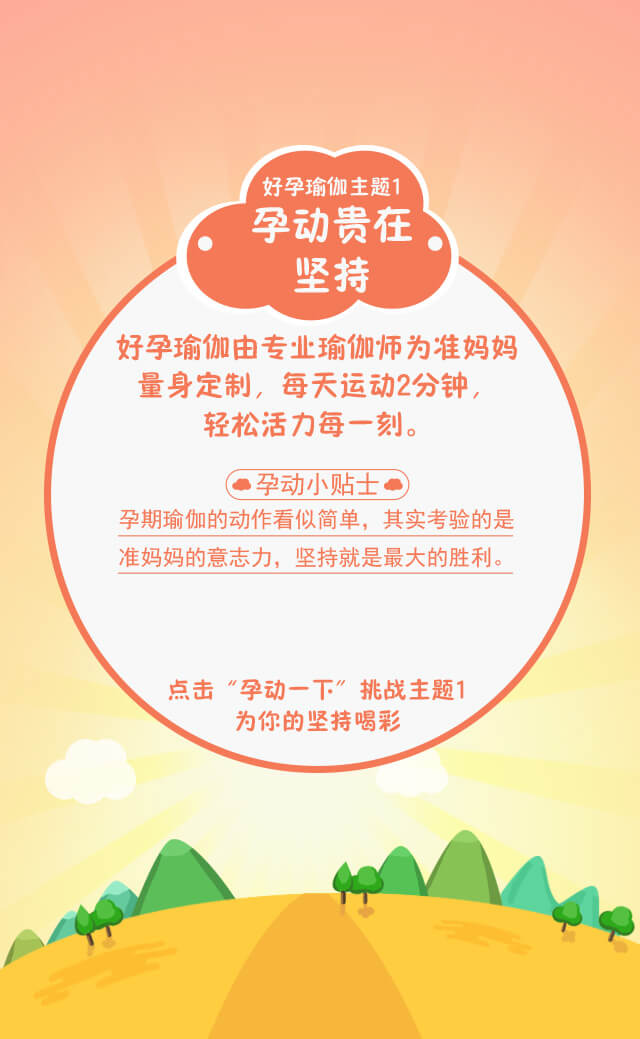 好孕瑜伽主题1
孕动贵在
坚持
好孕瑜伽由专业瑜伽师为准妈妈
量身定制，每天运动2分钟，
轻松活力每一刻。
孕动小贴士
孕期瑜伽的动作看似简单，其实考验的是
准妈妈的意志力，坚持就是最大的胜利。
点击“孕动一下”挑战主题1
为你的坚持喝彩